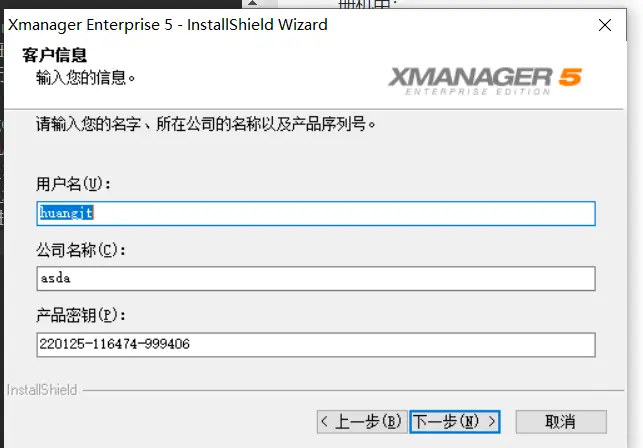 Xmanager Enterprise 5 - InstallShield Wizard
客户信息
输入您的信息。
XMANAGER 5
ENTERPRISE EDITION
请输入您的名字、所在公司的名称以及产品序列号。
用户名(U):
huangjt
公司名称(C):
asda
产品密钥(P):
220125-116474-999406
InstallShield
< 上一步(B)
下一步(N) >
取消